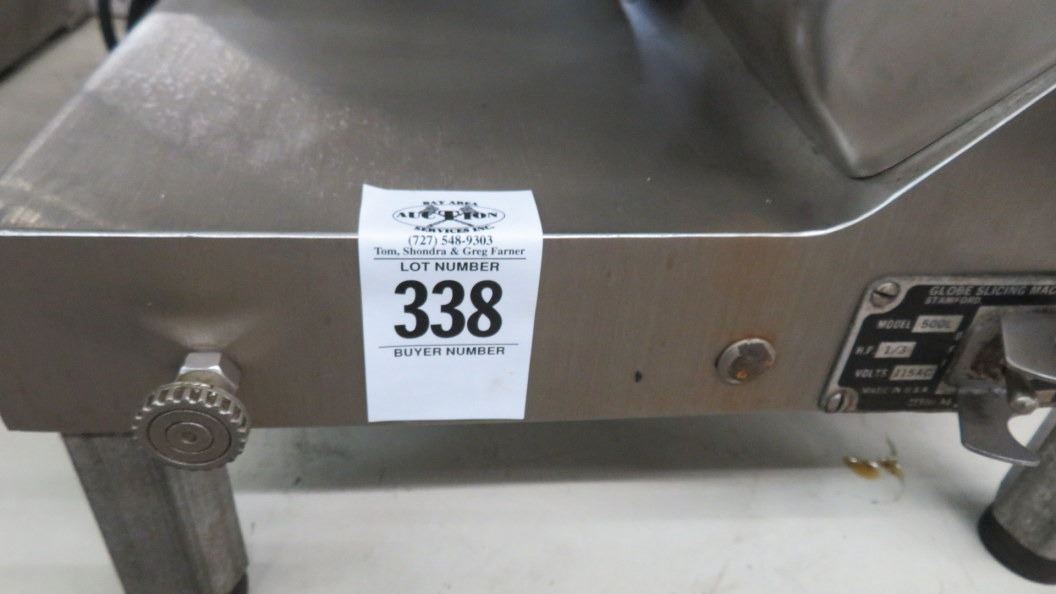 BAY AREA
AUCTION
SERVICES INC.
(727) 548-9303
Tom, Shondra & Greg Farner
LOT NUMBER
338
BUYER NUMBER
GLOBE SLICING
STAMFORD
MODEL 500L
H.P. 1/3
VOLTS 115AC
MADE IN U.S.A.